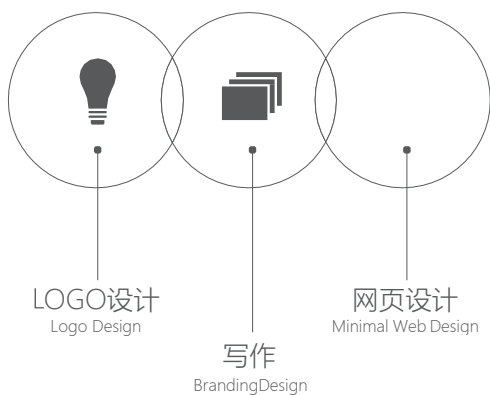 LOGO设计
Logo Design
写作
BrandingDesign
网页设计
Minimal Web Design